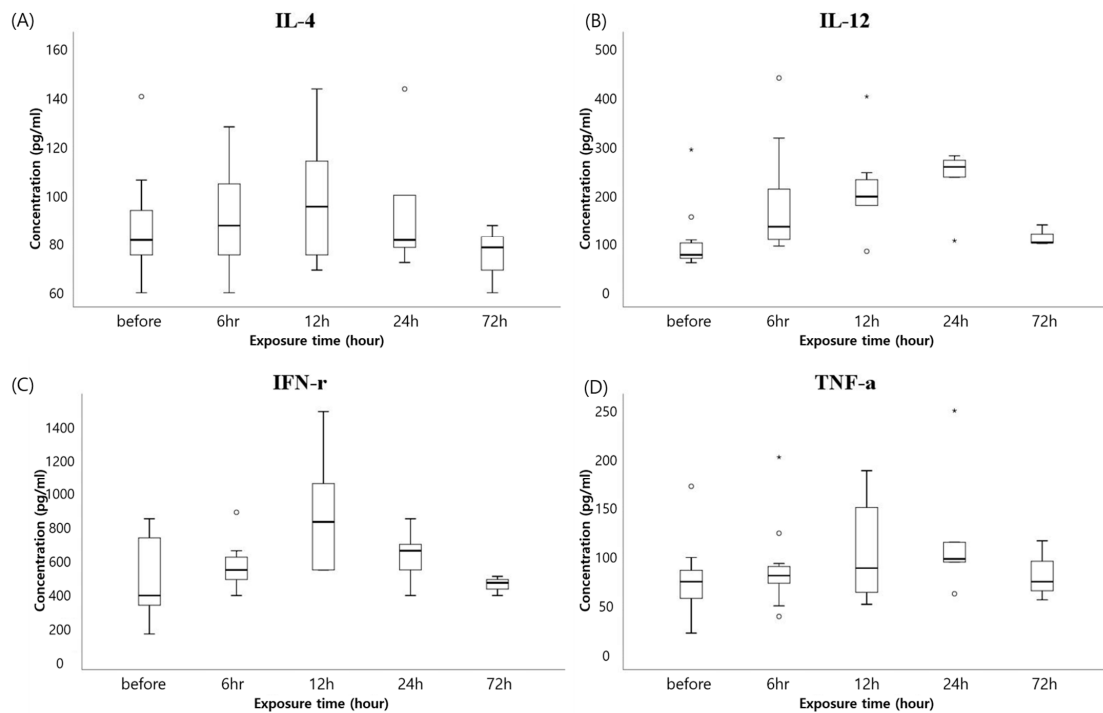 (A) IL-4
Concentration (pg/ml)
160
140
120
100
80
60
before 6hr 12h 24h 72h
Exposure time (hour)
(B) IL-12
Concentration (pg/ml)
500
400
300
200
100
0
before 6hr 12h 24h 72h
Exposure time (hour)
(C) IFN-r
Concentration (pg/ml)
1400
1200
1000
800
600
400
200
0
before 6hr 12h 24h 72h
Exposure time (hour)
(D) TNF-a
Concentration (pg/ml)
250
200
150
100
50
0
before 6hr 12h 24h 72h
Exposure time (hour)